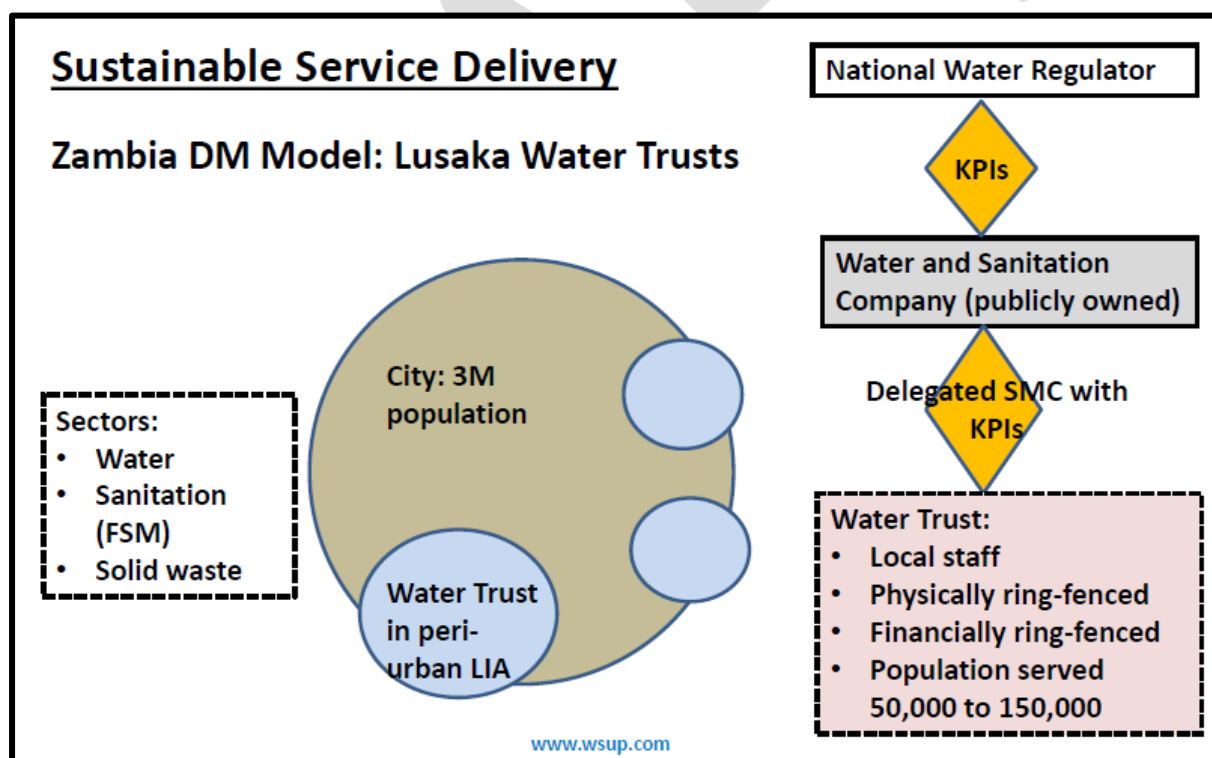 Sustainable Service Delivery
Zambia DM Model: Lusaka Water Trusts
Sectors:
• Water
• Sanitation
(FSM)
• Solid waste
City: 3M
population
Water Trust
in peri-
urban LIA
National Water Regulator
KPIs
Water and Sanitation
Company (publicly owned)
Delegated SMC with
KPIs
Water Trust:
• Local staff
• Physically ring-fenced
• Financially ring-fenced
• Population served
50,000 to 150,000
www.wsup.com